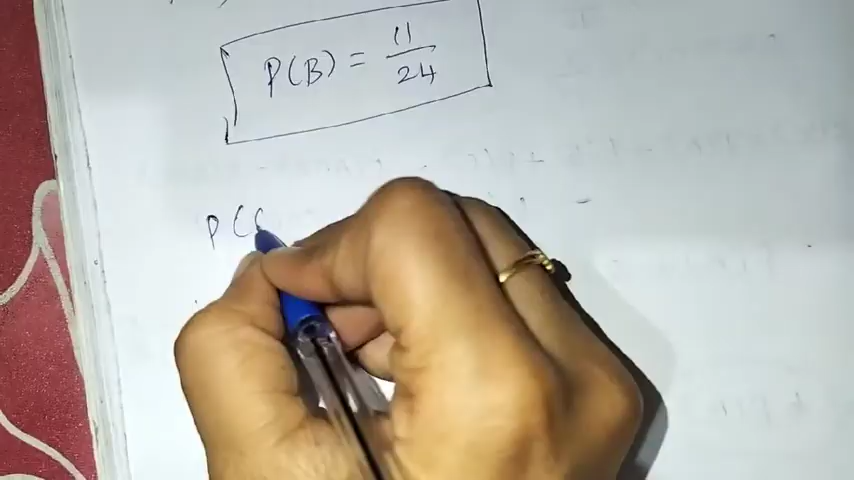 P(B) = 11/24
P(C